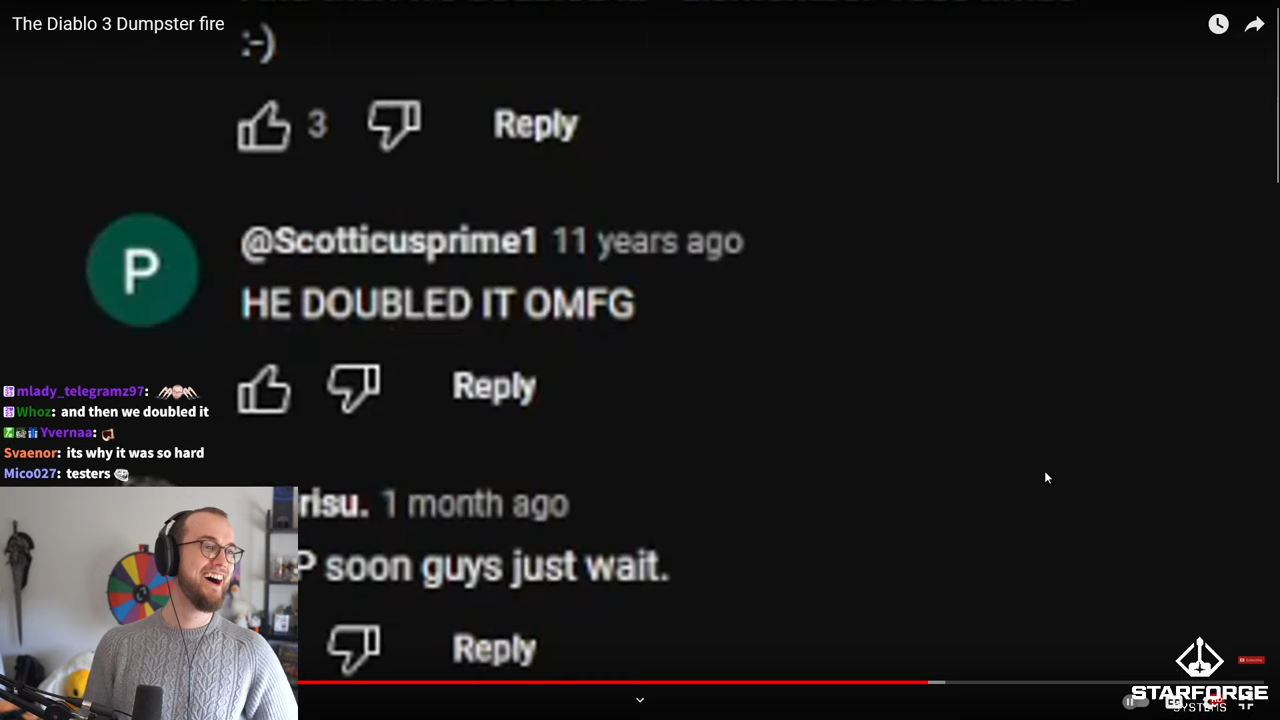 The Diablo 3 Dumpster fire
:-)
3 Reply
P
@Scotticusprime1 11 years ago
HE DOUBLED IT OMFG
Reply
mlady_telegramz97:
Whoz: and then we doubled it
Yvernaa:
Svaenor: its why it was so hard
Mico027: testers
risu. 1 month ago
P soon guys just wait.
Reply
STARFORGE
SYSTEMS